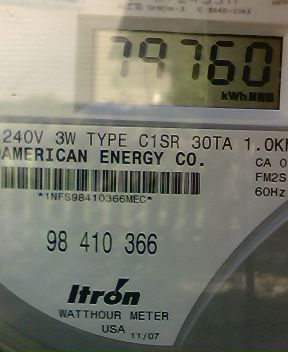 79760
kWh
240V 3W TYPE C1SR 30TA 1.0K
AMERICAN ENERGY CO. CA 0
FM2S
*1NFS98410366MEC* 60Hz
98 410 366
Itron
WATTHOUR METER
USA 11/07